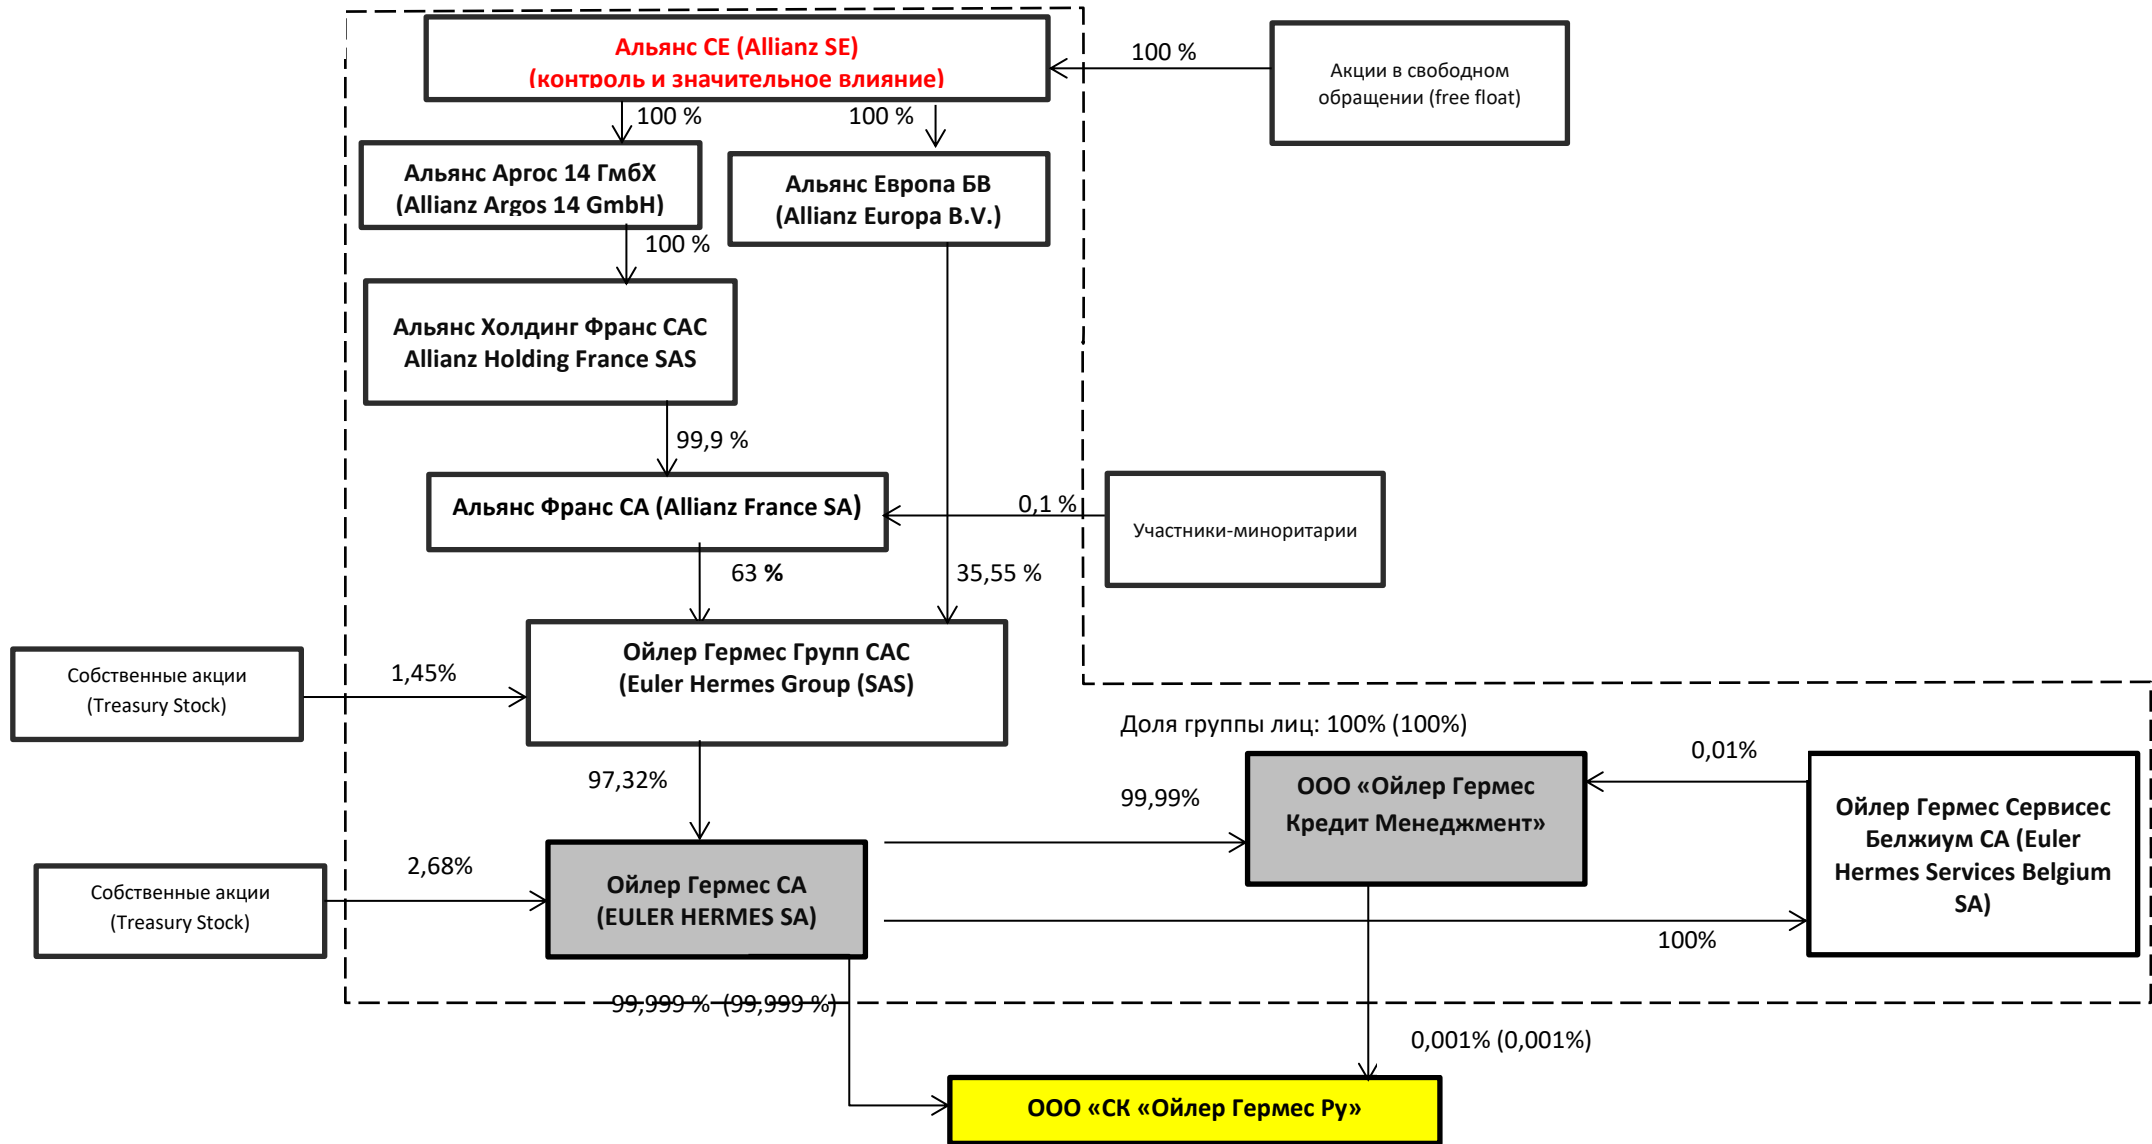 Альянс СЕ (Allianz SE)
(контроль и значительное влияние)
100 %
Акции в свободном
обращении (free float)
100 %
100 %
Альянс Аргос 14 ГмбХ
(Allianz Argos 14 GmbH)
Альянс Европа БВ
(Allianz Europa B.V.)
100 %
Альянс Холдинг Франс САС
Allianz Holding France SAS
99,9 %
Альянс Франс СА (Allianz France SA)
0,1 %
Участники-миноритарии
63 %
35,55 %
Собственные акции
(Treasury Stock)
1,45%
Ойлер Гермес Групп САС
(Euler Hermes Group (SAS)
Доля группы лиц: 100% (100%)
97,32%
99,99%
ООО «Ойлер Гермес
Кредит Менеджмент»
0,01%
Ойлер Гермес Сервисес
Белжиум СА (Euler
Hermes Services Belgium
SA)
Собственные акции
(Treasury Stock)
2,68%
Ойлер Гермес СА
(EULER HERMES SA)
100%
99,999 % (99,999 %)
0,001% (0,001%)
ООО «СК «Ойлер Гермес Ру»